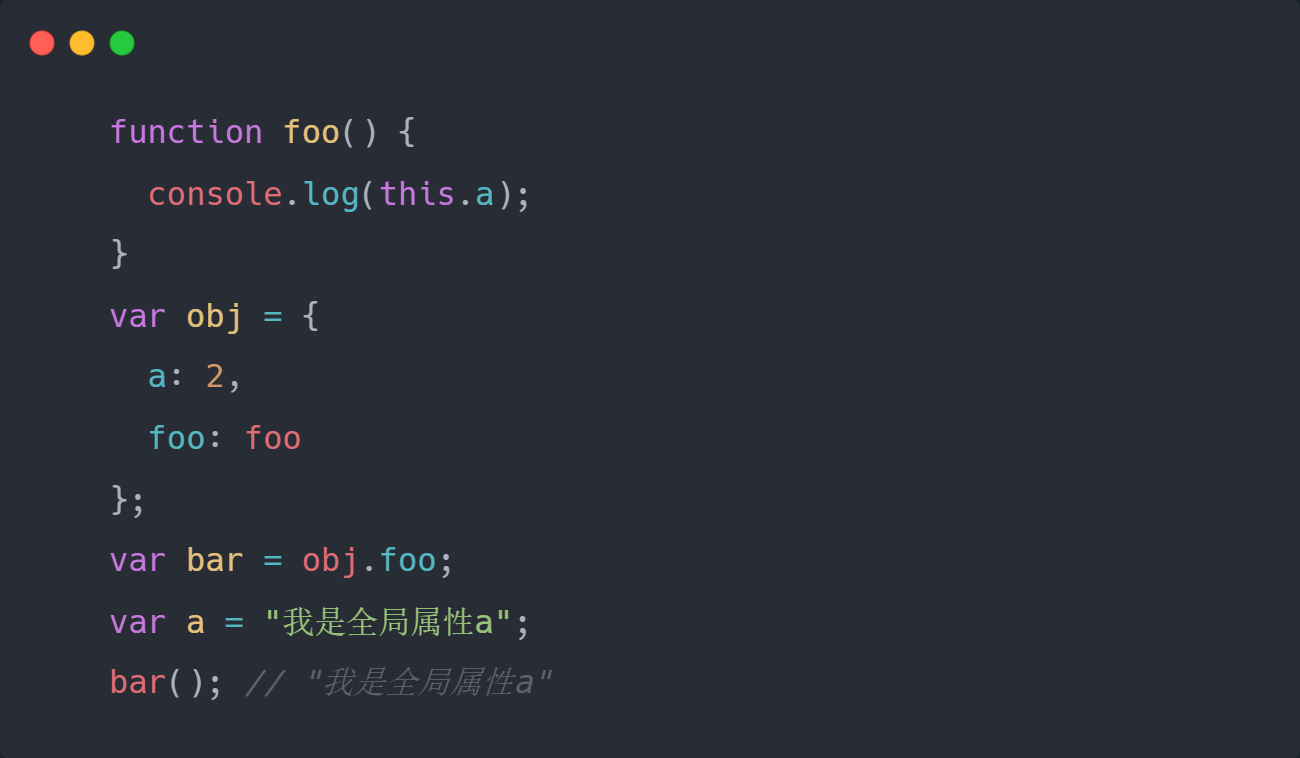 function foo() {
  console.log(this.a);
}
var obj = {
  a: 2,
  foo: foo
};
var bar = obj.foo;
var a = "我是全局属性a";
bar(); // "我是全局属性a"